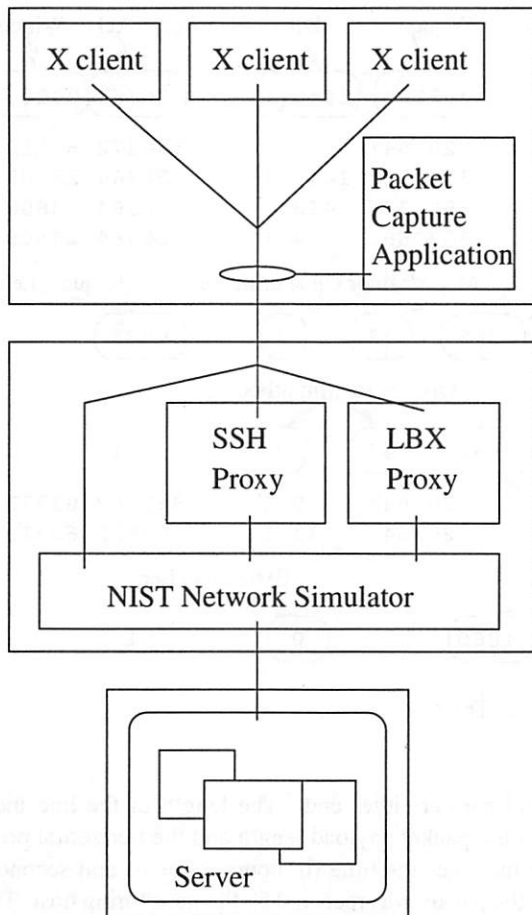 X client
X client
X client
Packet
Capture
Application
SSH
Proxy
LBX
Proxy
NIST Network Simulator
Server